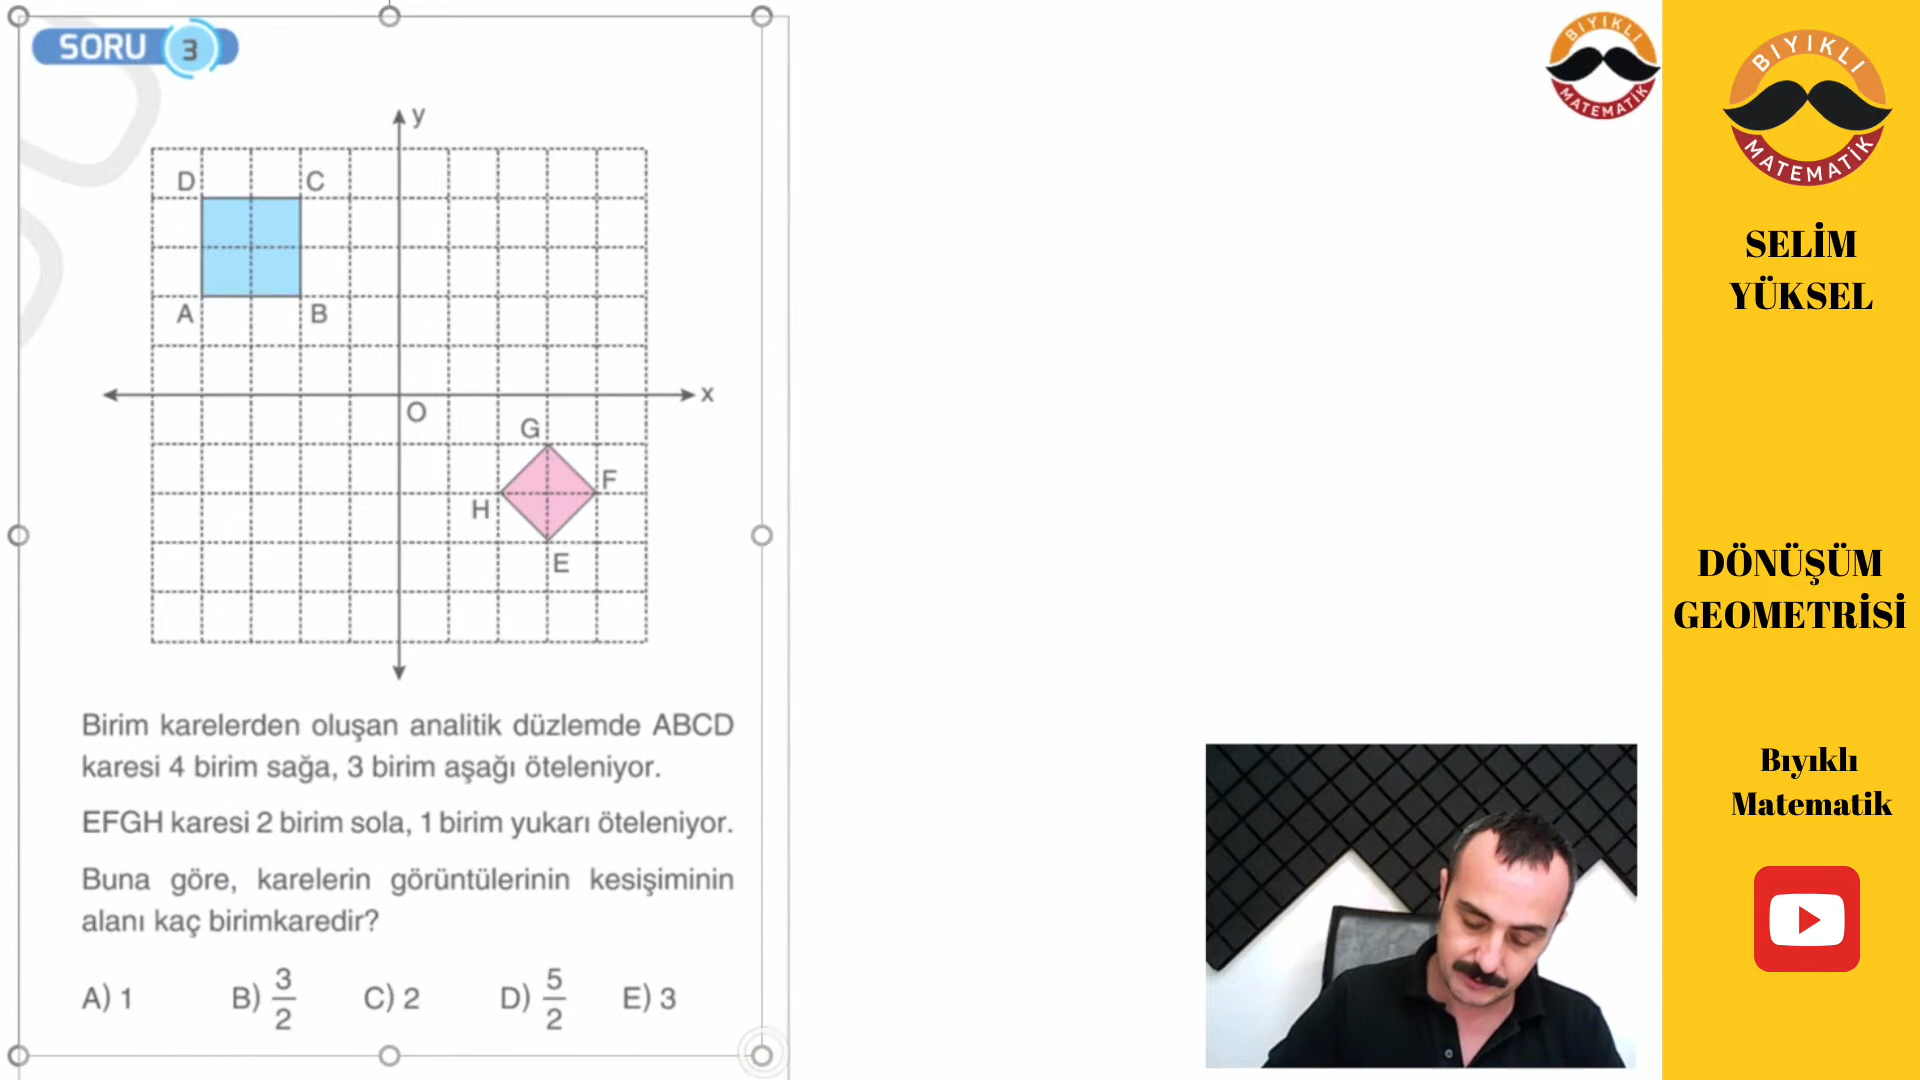 SORU 3
y
D
C
A
B
O
x
G
F
H
E
Birim karelerden oluşan analitik düzlemde ABCD
karesi 4 birim sağa, 3 birim aşağı öteleniyor.
EFGH karesi 2 birim sola, 1 birim yukarı öteleniyor.
Buna göre, karelerin görüntülerinin kesişiminin
alanı kaç birimkaredir?
A) 1 B) 3/2 C) 2 D) 5/2 E) 3
BIYIKLI
MATEMATİK
BIYIKLI
MATEMATİK
SELİM
YÜKSEL
DÖNÜŞÜM
GEOMETRİSİ
Bıyıklı
Matematik